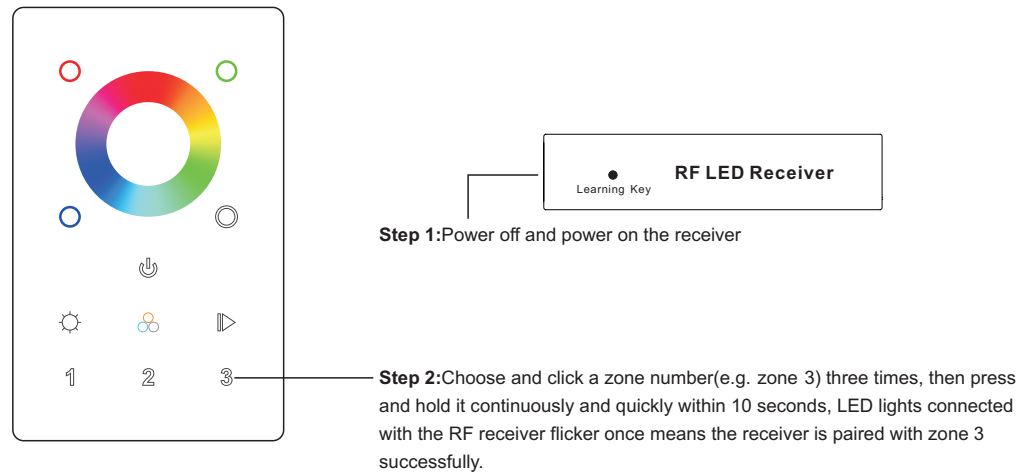 RF LED Receiver
Learning Key
Step 1:Power off and power on the receiver
1 2 3
Step 2:Choose and click a zone number(e.g. zone 3) three times, then press
and hold it continuously and quickly within 10 seconds, LED lights connected
with the RF receiver flicker once means the receiver is paired with zone 3
successfully.